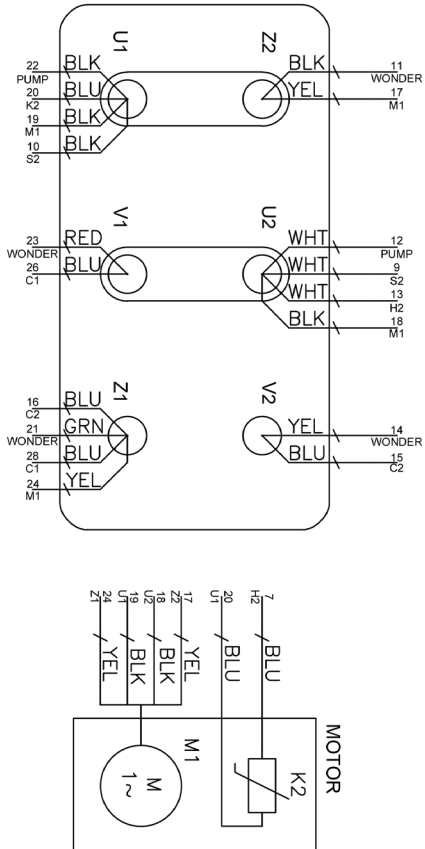 U1
Z2
22 BLK
PUMP
20 BLU
K2
19 BLK
M1
10 BLK
S2
BLK 11
WONDER
YEL 17
M1
V1
U2
23 RED
WONDER
26 BLU
C1
WHT 12
PUMP
WHT 9
S2
WHT 13
H2
BLK 18
M1
Z1
V2
16 BLU
C2
21 GRN
WONDER
28 BLU
C1
24 YEL
M1
YEL 14
WONDER
BLU 15
C2
Z1 24 YEL
U1 19 BLK
U2 18 BLK
Z2 17 YEL
U1 20 BLU
H2 7 BLU
MOTOR
M1
M
1~
K2